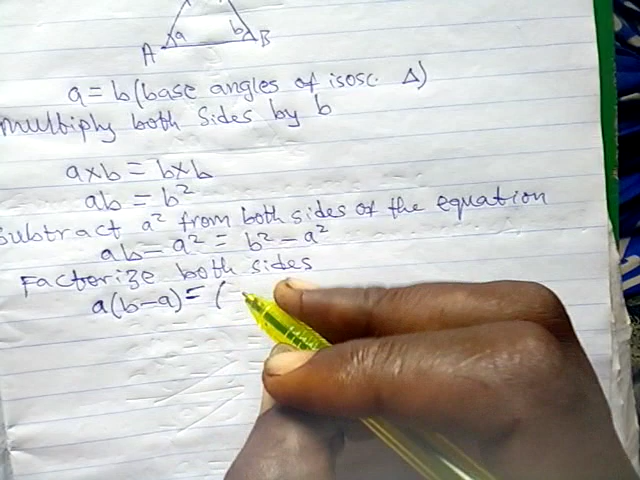 a b
A B
a = b (base angles of isosc. Δ)
multiply both sides by b
a×b = b×b
ab = b²
Subtract a² from both sides of the equation
ab - a² = b² - a²
Factorize both sides
a(b-a) = (